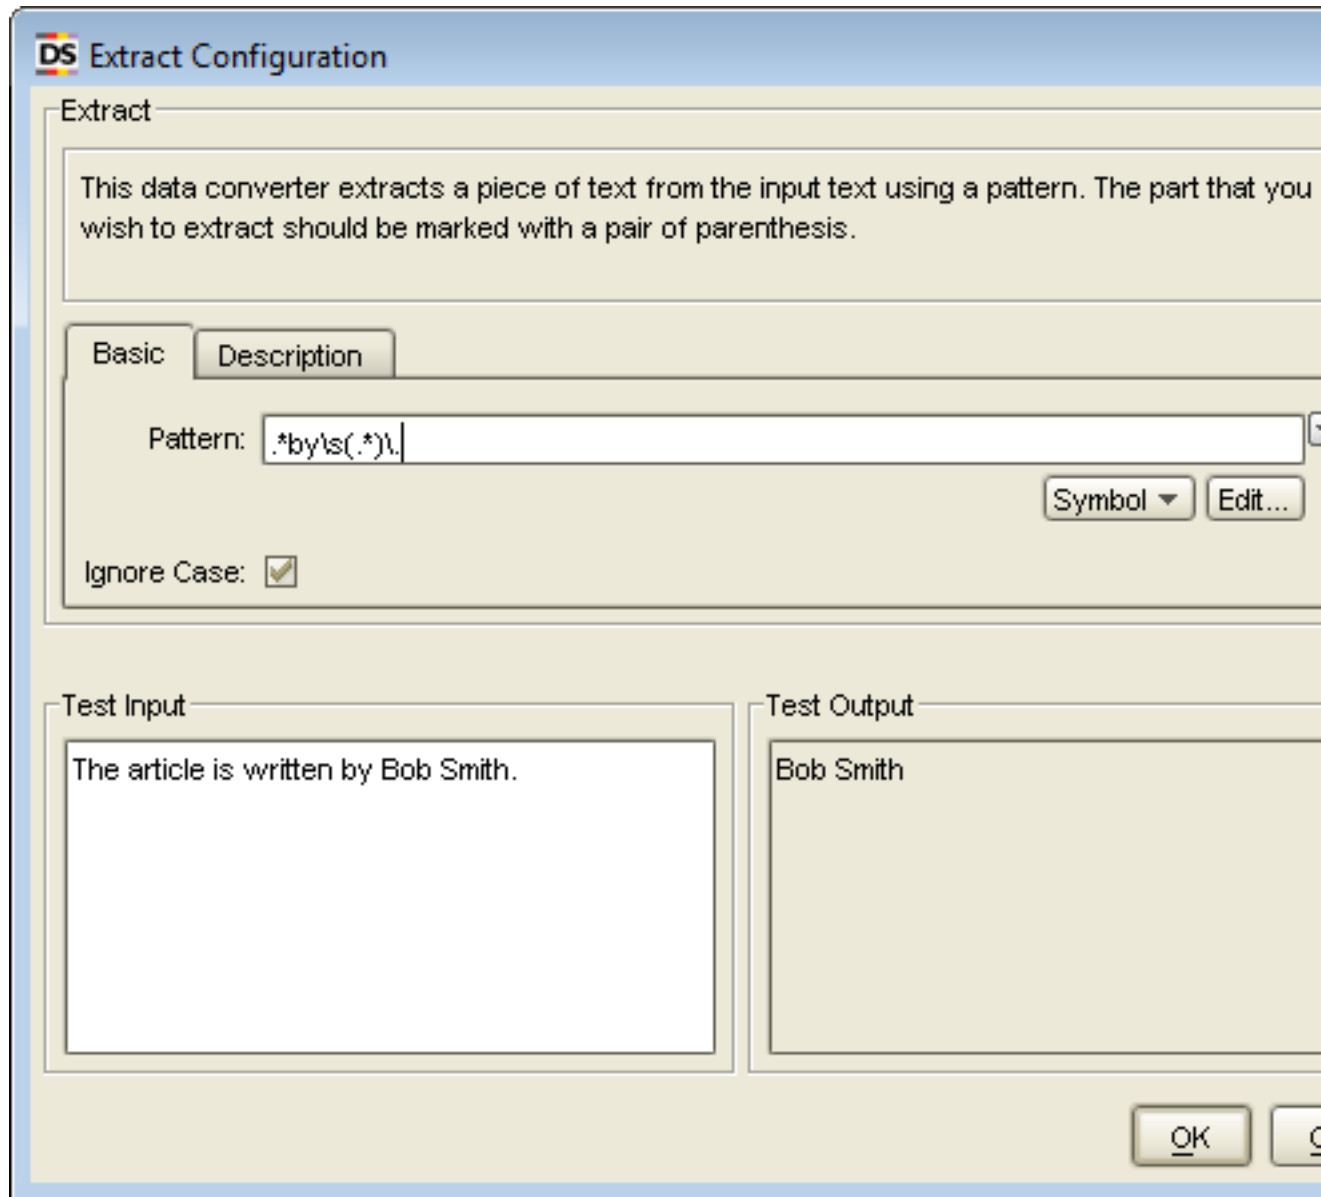 DS Extract Configuration
Extract
This data converter extracts a piece of text from the input text using a pattern. The part that you
wish to extract should be marked with a pair of parenthesis.
Basic Description
Pattern: .*by\s(.*)\.
Symbol Edit...
Ignore Case:
Test Input Test Output
The article is written by Bob Smith. Bob Smith
OK